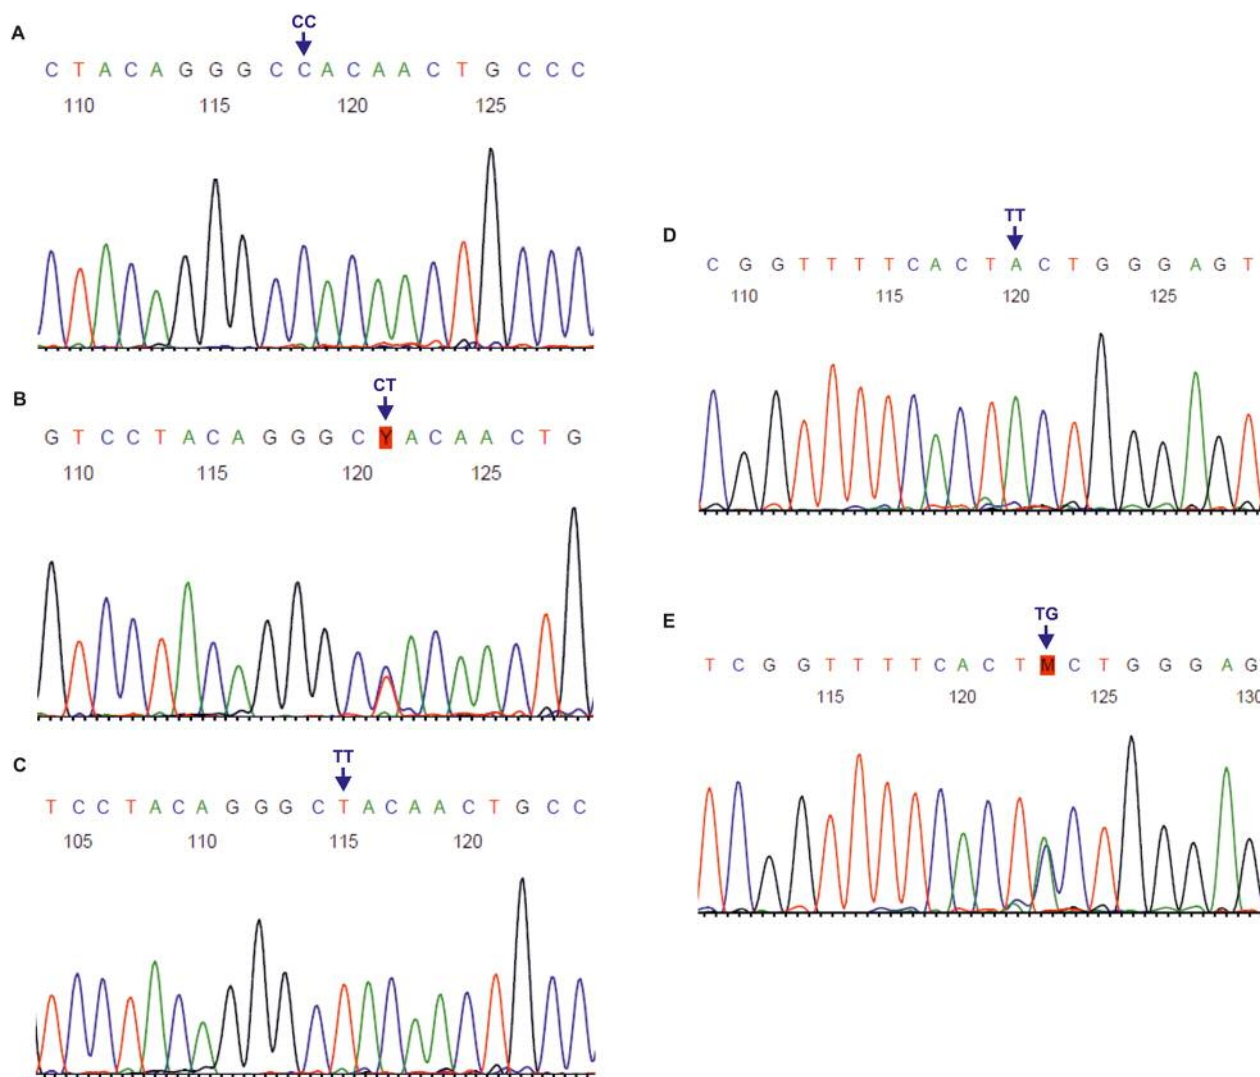 A
CC
C T A C A G G G C C A C A A C T G C C C
110 115 120 125
B
CT
G T C C T A C A G G G C Y A C A A C T G
110 115 120 125
C
TT
T C C T A C A G G G C T A C A A C T G C C
105 110 115 120
D
TT
C G G T T T T C A C T A C T G G G A G T
110 115 120 125
E
TG
T C G G T T T T C A C T M C T G G G A G
115 120 125 130